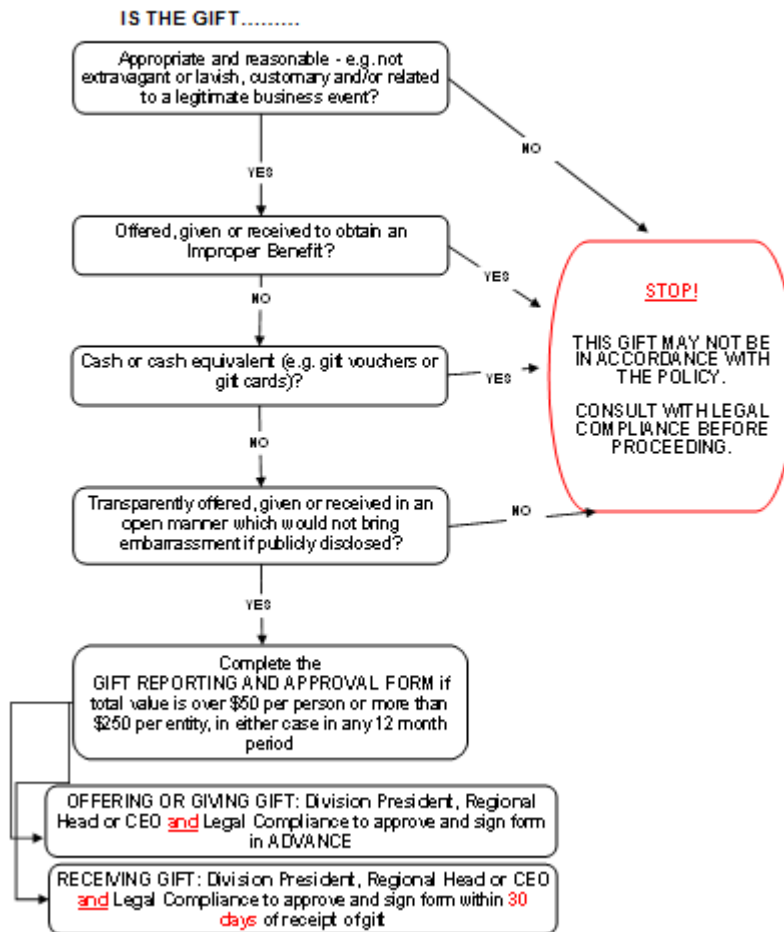 IS THE GIFT.........
Appropriate and reasonable - e.g. not
extravagant or lavish, customary and/or related
to a legitimate business event?
NO
YES
Offered, given or received to obtain an
Improper Benefit?
YES
NO
STOP!
THIS GIFT MAY NOT BE
IN ACCORDANCE WITH
THE POLICY.
CONSULT WITH LEGAL
COMPLIANCE BEFORE
PROCEEDING.
Cash or cash equivalent (e.g. gift vouchers or
gift cards)?
YES
NO
Transparently offered, given or received in an
open manner which would not bring
embarrassment if publicly disclosed?
NO
YES
Complete the
GIFT REPORTING AND APPROVAL FORM if
total value is over $50 per person or more than
$250 per entity, in either case in any 12 month
period
OFFERING OR GIVING GIFT: Division President, Regional
Head or CEO and Legal Compliance to approve and sign form
in ADVANCE
RECEIVING GIFT: Division President, Regional Head or CEO
and Legal Compliance to approve and sign form within 30
days of receipt of gift